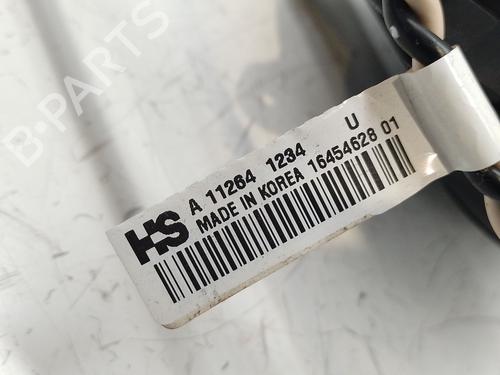 HS
A 11264 1234 U
MADE IN KOREA 16454628 01
B-PARTS